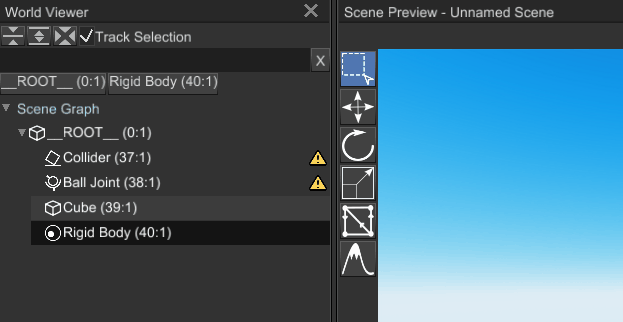 World Viewer
Scene Preview - Unnamed Scene
Track Selection
X
__ROOT__ (0:1) Rigid Body (40:1)
Scene Graph
__ROOT__ (0:1)
Collider (37:1)
Ball Joint (38:1)
Cube (39:1)
Rigid Body (40:1)